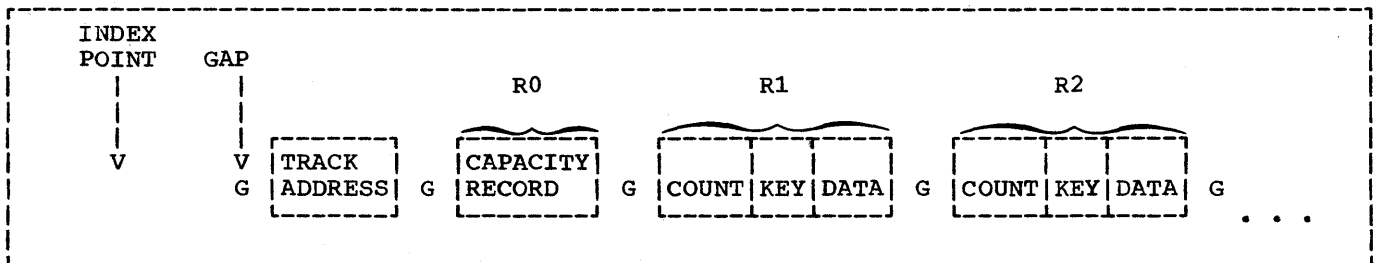 INDEX
POINT GAP
R0 R1 R2
V V TRACK CAPACITY
G ADDRESS G RECORD G COUNT KEY DATA G COUNT KEY DATA G . . .